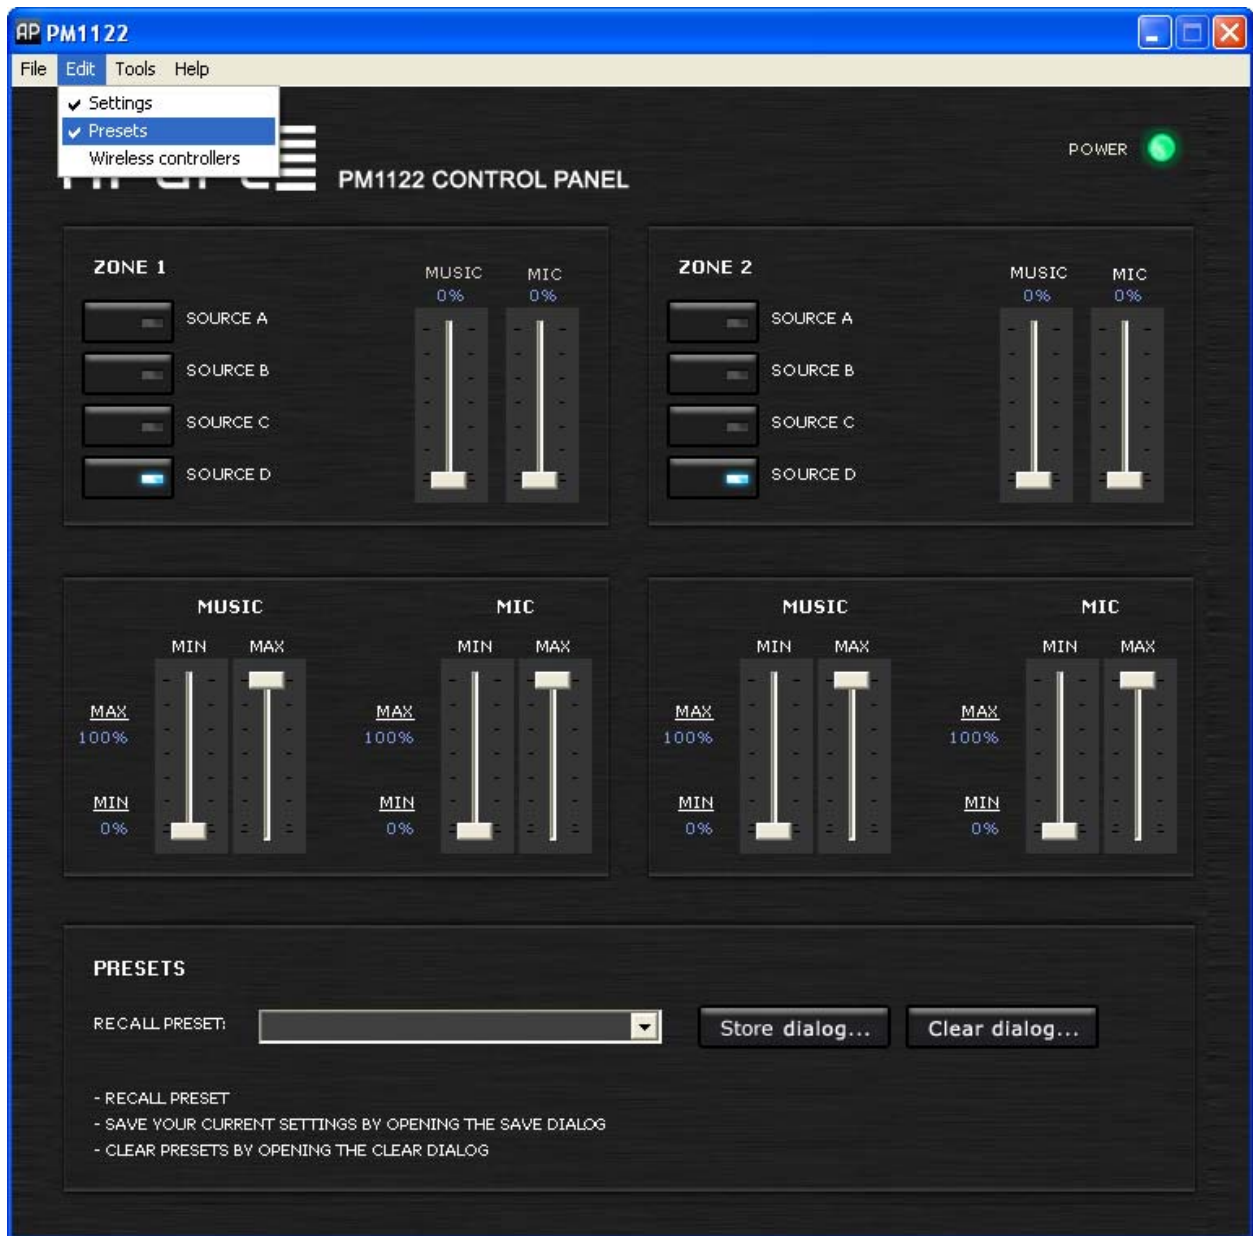 AP PM1122
File Edit Tools Help
Settings
Presets
Wireless controllers
PM1122 CONTROL PANEL
POWER
ZONE 1
MUSIC MIC
0% 0%
SOURCE A
SOURCE B
SOURCE C
SOURCE D
ZONE 2
MUSIC MIC
0% 0%
SOURCE A
SOURCE B
SOURCE C
SOURCE D
MUSIC MIC
MIN MAX MIN MAX
MAX MAX
100% 100%
MIN MIN
0% 0%
MUSIC MIC
MIN MAX MIN MAX
MAX MAX
100% 100%
MIN MIN
0% 0%
PRESETS
RECALL PRESET: Store dialog... Clear dialog...
- RECALL PRESET
- SAVE YOUR CURRENT SETTINGS BY OPENING THE SAVE DIALOG
- CLEAR PRESETS BY OPENING THE CLEAR DIALOG